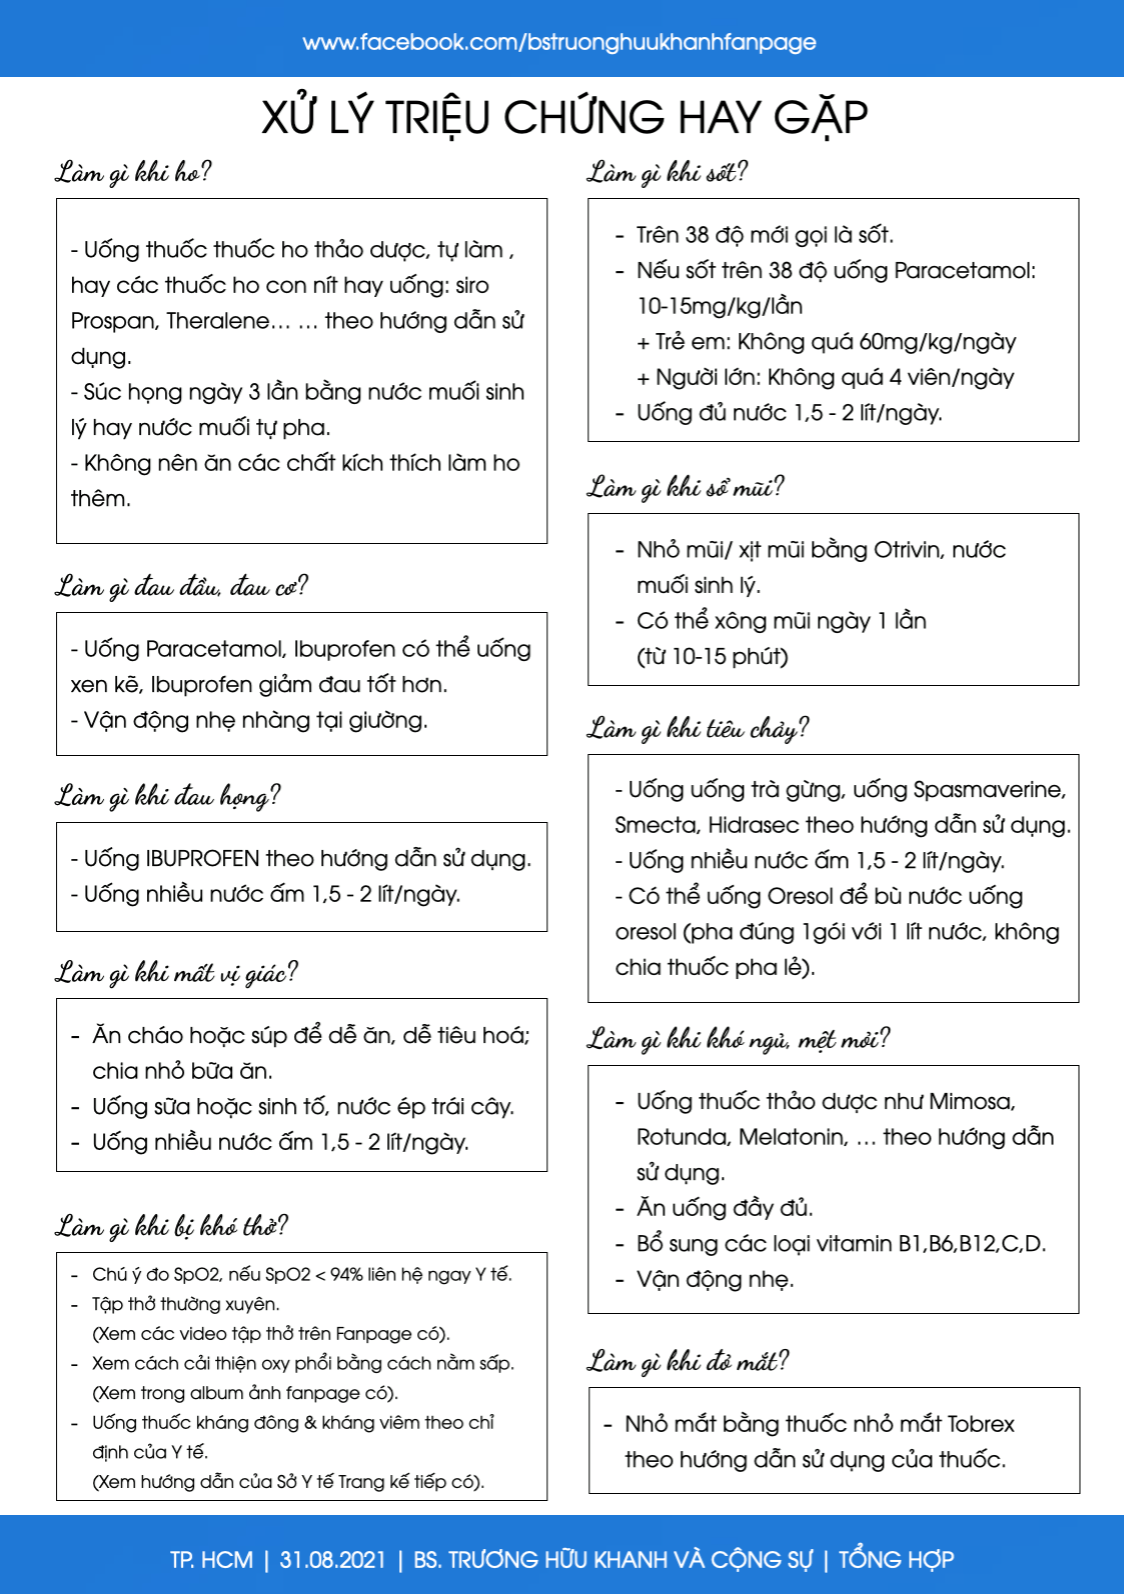 www.facebook.com/bstruonghuukhanhfanpage
XỬ LÝ TRIỆU CHỨNG HAY GẶP
Làm gì khi ho?
- Uống thuốc thuốc ho thảo dược, tự làm ,
hay các thuốc ho con nít hay uống: siro
Prospan, Theralene... ... theo hướng dẫn sử
dụng.
- Súc họng ngày 3 lần bằng nước muối sinh
lý hay nước muối tự pha.
- Không nên ăn các chất kích thích làm ho
thêm.
Làm gì đau đầu, đau cơ?
- Uống Paracetamol, Ibuprofen có thể uống
xen kẽ, Ibuprofen giảm đau tốt hơn.
- Vận động nhẹ nhàng tại giường.
Làm gì khi đau họng?
- Uống IBUPROFEN theo hướng dẫn sử dụng.
- Uống nhiều nước ấm 1,5 - 2 lít/ngày.
Làm gì khi mất vị giác?
- Ăn cháo hoặc súp để dễ ăn, dễ tiêu hoá;
chia nhỏ bữa ăn.
- Uống sữa hoặc sinh tố, nước ép trái cây.
- Uống nhiều nước ấm 1,5 - 2 lít/ngày.
Làm gì khi bị khó thở?
- Chú ý đo SpO2, nếu SpO2 < 94% liên hệ ngay Y tế.
- Tập thở thường xuyên.
(Xem các video tập thở trên Fanpage có).
- Xem cách cải thiện oxy phổi bằng cách nằm sấp.
(Xem trong album ảnh fanpage có).
- Uống thuốc kháng đông & kháng viêm theo chỉ
định của Y tế.
(Xem hướng dẫn của Sở Y tế Trang kế tiếp có).
Làm gì khi sốt?
- Trên 38 độ mới gọi là sốt.
- Nếu sốt trên 38 độ uống Paracetamol:
10-15mg/kg/lần
+ Trẻ em: Không quá 60mg/kg/ngày
+ Người lớn: Không quá 4 viên/ngày
- Uống đủ nước 1,5 - 2 lít/ngày.
Làm gì khi sổ mũi?
- Nhỏ mũi/ xịt mũi bằng Otrivin, nước
muối sinh lý.
- Có thể xông mũi ngày 1 lần
(từ 10-15 phút)
Làm gì khi tiêu chảy?
- Uống uống trà gừng, uống Spasmaverine,
Smecta, Hidrasec theo hướng dẫn sử dụng.
- Uống nhiều nước ấm 1,5 - 2 lít/ngày.
- Có thể uống Oresol để bù nước uống
oresol (pha đúng 1gói với 1 lít nước, không
chia thuốc pha lẻ).
Làm gì khi khó ngủ, mệt mỏi?
- Uống thuốc thảo dược như Mimosa,
Rotunda, Melatonin, ... theo hướng dẫn
sử dụng.
- Ăn uống đầy đủ.
- Bổ sung các loại vitamin B1,B6,B12,C,D.
- Vận động nhẹ.
Làm gì khi đỏ mắt?
- Nhỏ mắt bằng thuốc nhỏ mắt Tobrex
theo hướng dẫn sử dụng của thuốc.
TP. HCM | 31.08.2021 | BS. TRƯƠNG HỮU KHANH VÀ CỘNG SỰ | TỔNG HỢP